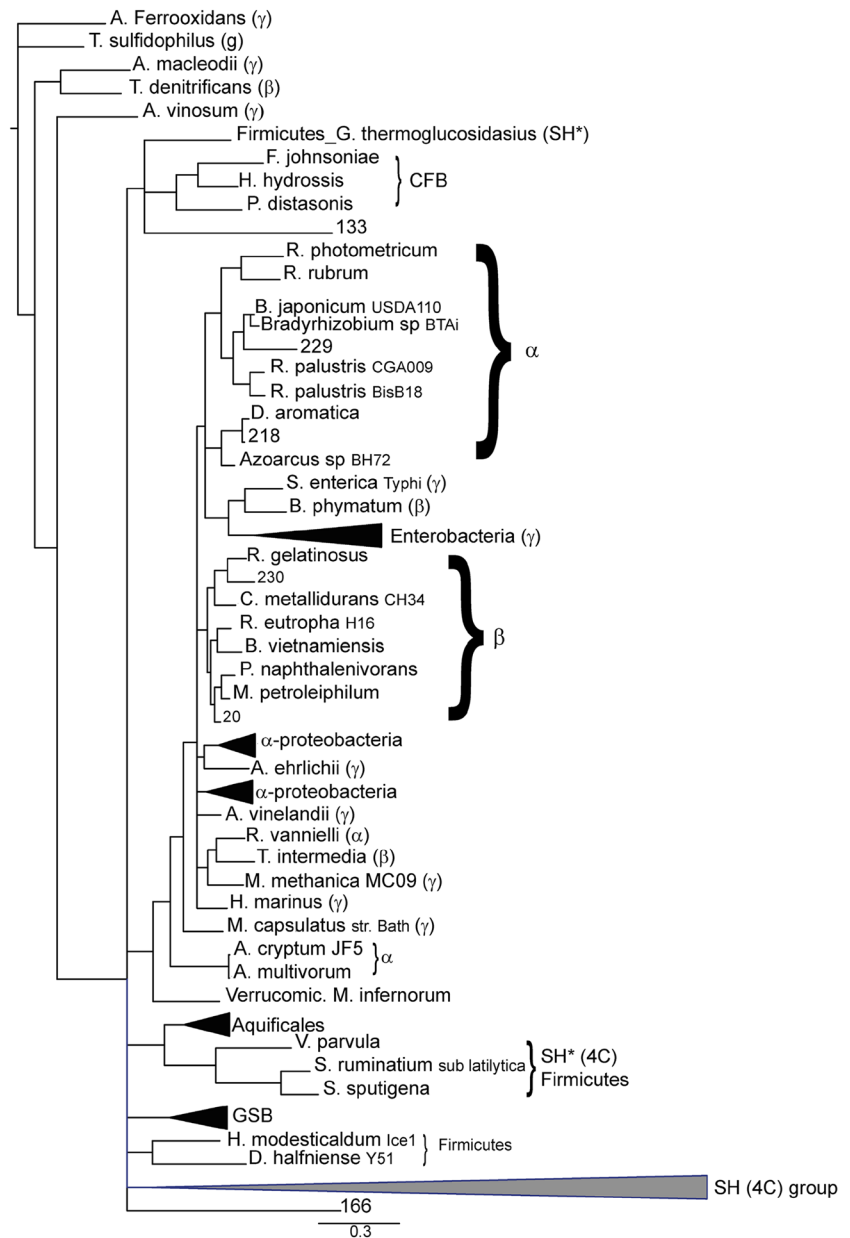 A. Ferrooxidans (γ)
T. sulfidophilus (g)
A. macleodii (γ)
T. denitrificans (β)
A. vinosum (γ)
Firmicutes_G. thermoglucosidasius (SH*)
F. johnsoniae
H. hydrossis
CFB
P. distasonis
133
R. photometricum
R. rubrum
B. japonicum USDA110
Bradyrhizobium sp BTAi
229
α
R. palustris CGA009
R. palustris BisB18
D. aromatica
218
Azoarcus sp BH72
S. enterica Typhi (γ)
B. phymatum (β)
Enterobacteria (γ)
R. gelatinosus
230
C. metallidurans CH34
R. eutropha H16
β
B. vietnamiensis
P. naphthalenivorans
M. petroleiphilum
20
α-proteobacteria
A. ehrlichii (γ)
α-proteobacteria
A. vinelandii (γ)
R. vannielli (α)
T. intermedia (β)
M. methanica MC09 (γ)
H. marinus (γ)
M. capsulatus str. Bath (γ)
A. cryptum JF5
α
A. multivorum
Verrucomic. M. infernorum
Aquificales
V. parvula
S. ruminatium sub latilytica
SH* (4C)
Firmicutes
S. sputigena
GSB
H. modesticaldum Ice1
Firmicutes
D. halfniense Y51
SH (4C) group
166
0.3